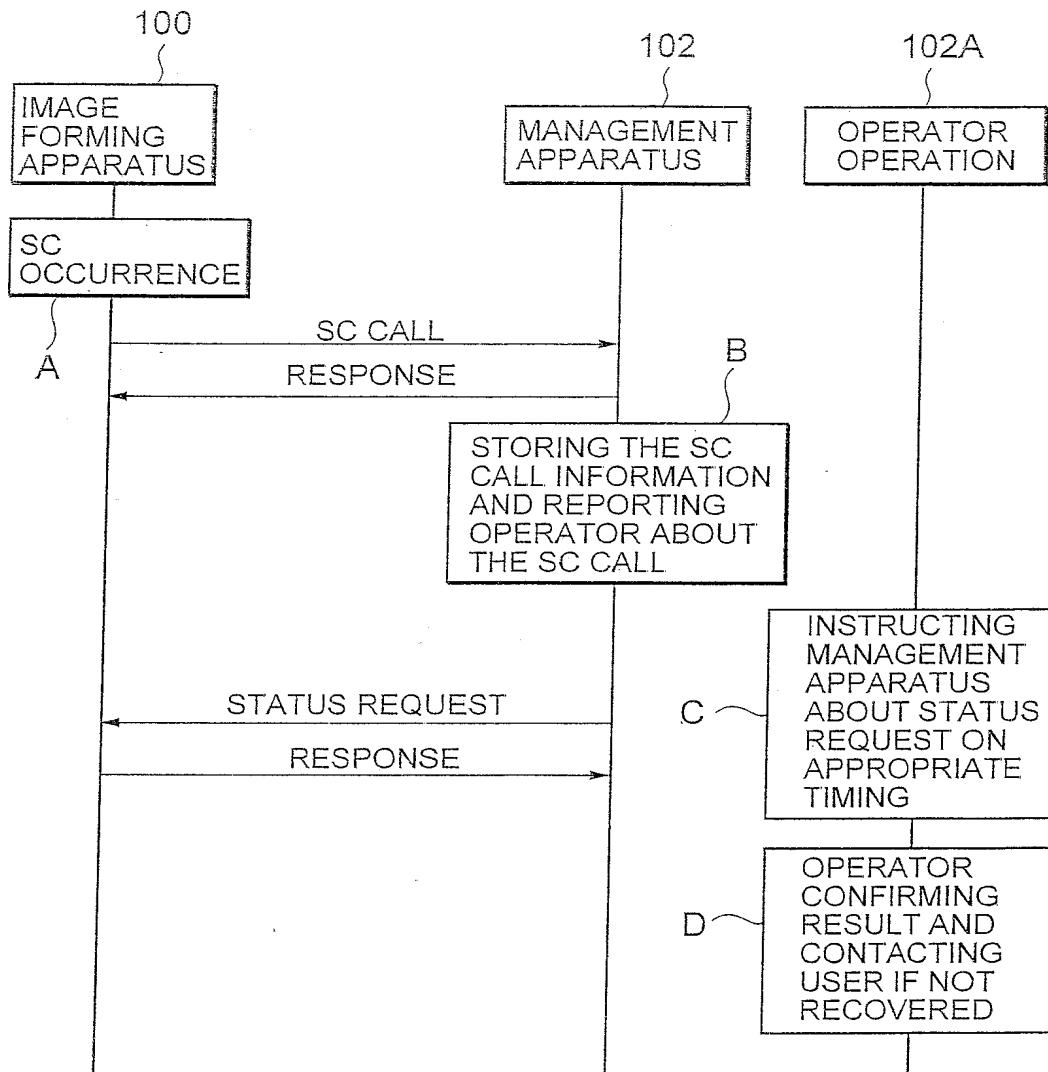 100
102
102A
IMAGE
FORMING
APPARATUS
MANAGEMENT
APPARATUS
OPERATOR
OPERATION
SC
OCCURRENCE
A
SC CALL
RESPONSE
B
STORING THE SC
CALL INFORMATION
AND REPORTING
OPERATOR ABOUT
THE SC CALL
STATUS REQUEST
RESPONSE
C
INSTRUCTING
MANAGEMENT
APPARATUS
ABOUT STATUS
REQUEST ON
APPROPRIATE
TIMING
D
OPERATOR
CONFIRMING
RESULT AND
CONTACTING
USER IF NOT
RECOVERED